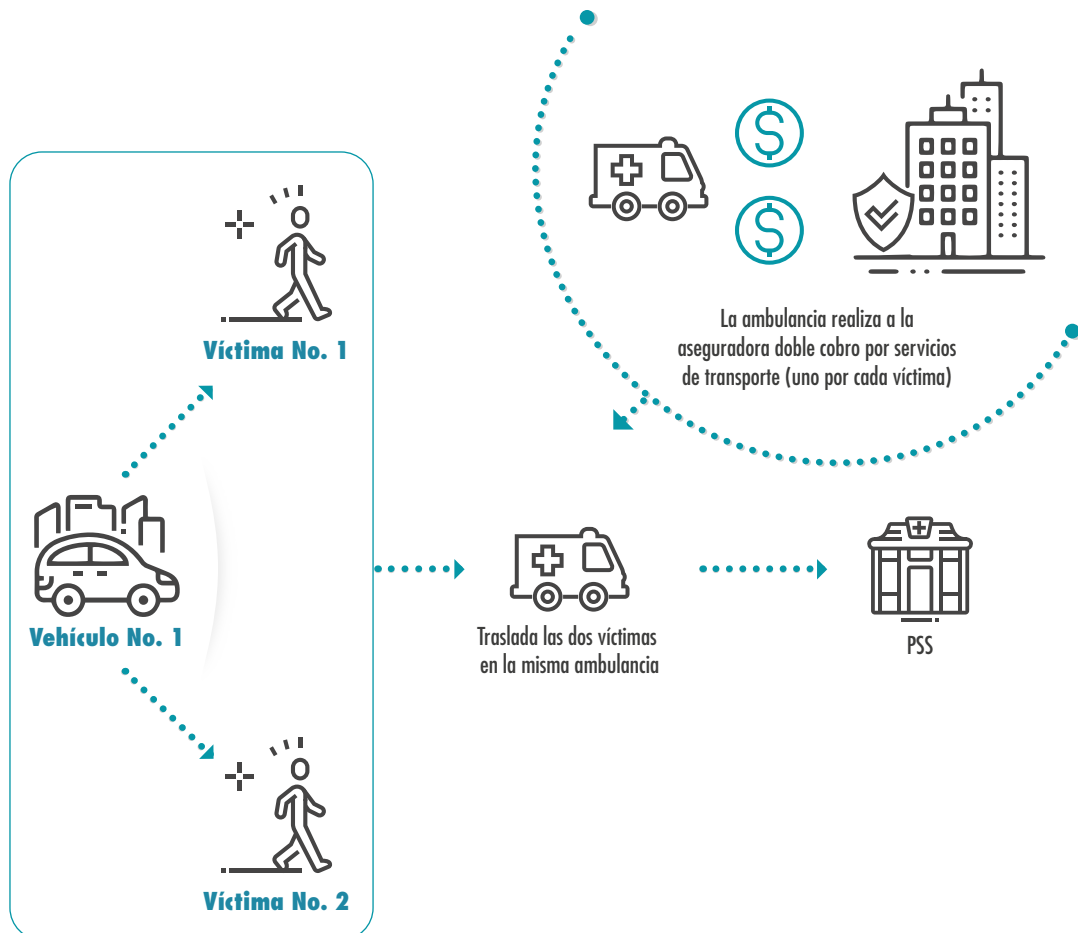 La ambulancia realiza a la
aseguradora doble cobro por servicios
de transporte (uno por cada víctima)
Víctima No. 1
Vehículo No. 1
Traslada las dos víctimas
en la misma ambulancia
PSS
Víctima No. 2